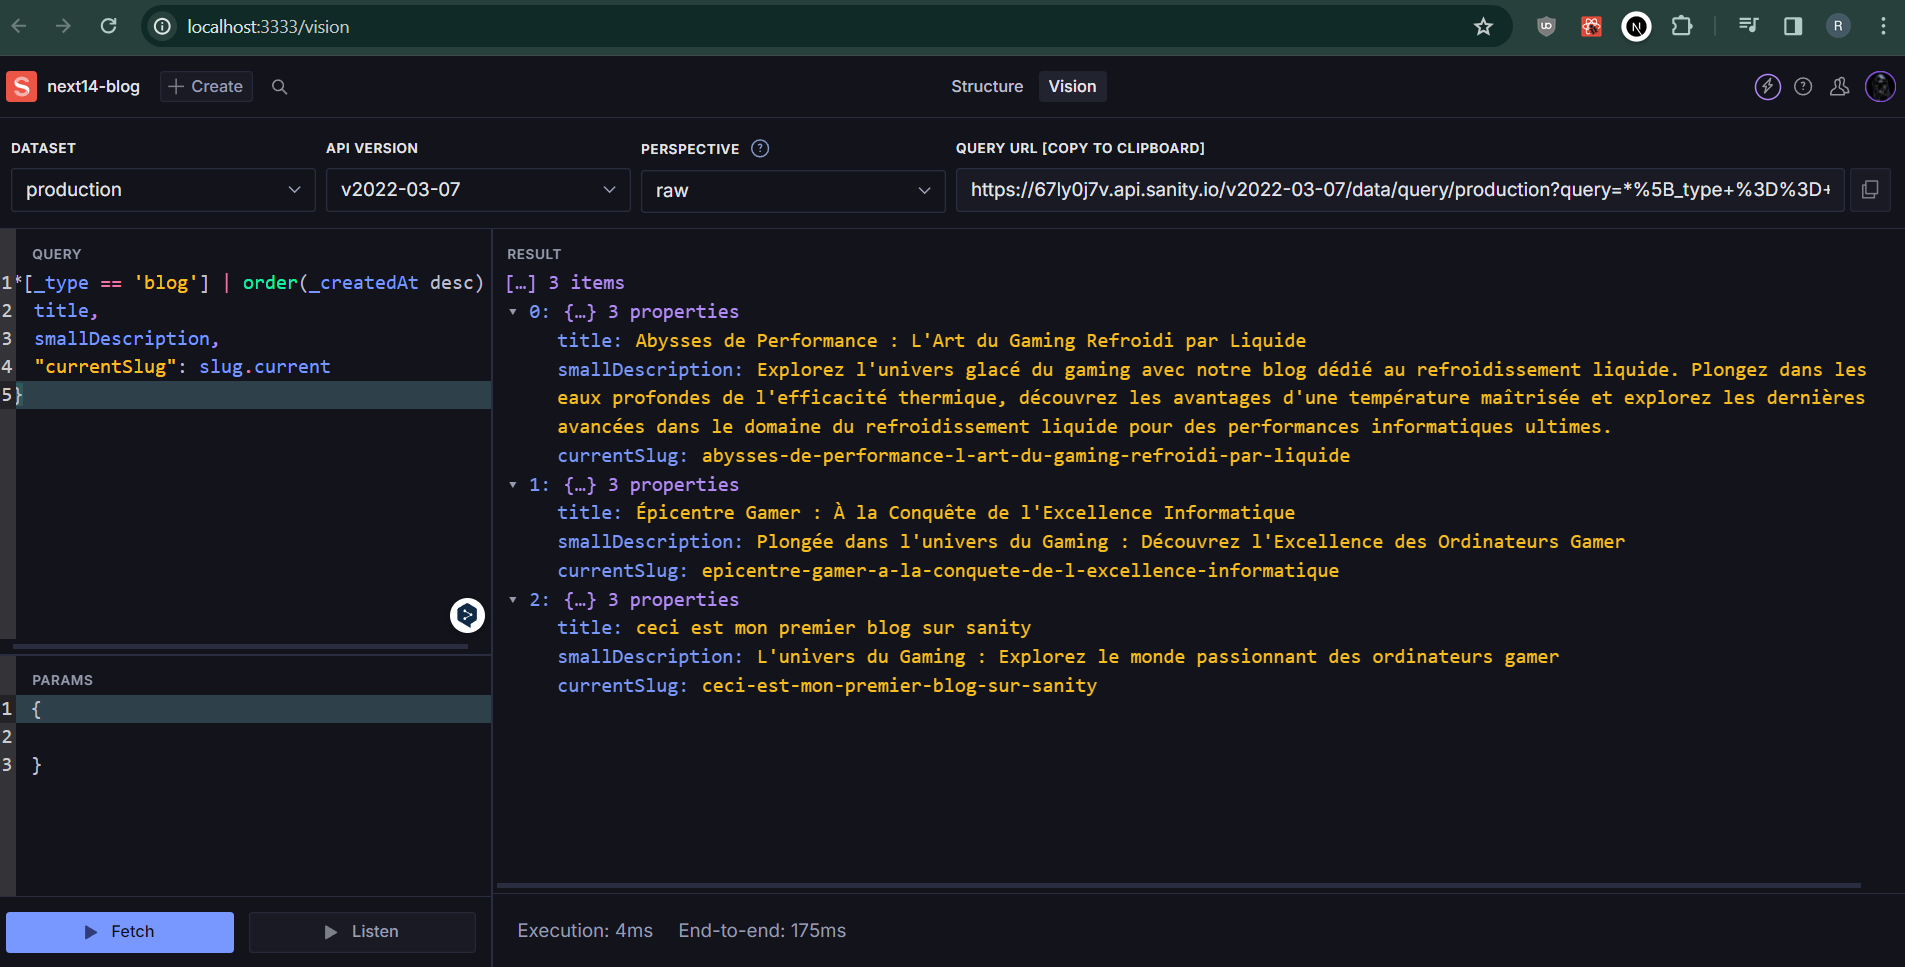 localhost:3333/vision
R
S next14-blog
+ Create
Structure
Vision
DATASET
API VERSION
PERSPECTIVE ?
QUERY URL [COPY TO CLIPBOARD]
production
v2022-03-07
raw
https://67ly0j7v.api.sanity.io/v2022-03-07/data/query/production?query=*%5B_type+%3D%3D+
QUERY
1 *[_type == 'blog'] | order(_createdAt desc)
2 title,
3 smallDescription,
4 "currentSlug": slug.current
5 }
PARAMS
1 {
2
3 }
Fetch
Listen
RESULT
[…] 3 items
0: {…} 3 properties
title: Abysses de Performance : L'Art du Gaming Refroidi par Liquide
smallDescription: Explorez l'univers glacé du gaming avec notre blog dédié au refroidissement liquide. Plongez dans les
eaux profondes de l'efficacité thermique, découvrez les avantages d'une température maîtrisée et explorez les dernières
avancées dans le domaine du refroidissement liquide pour des performances informatiques ultimes.
currentSlug: abysses-de-performance-l-art-du-gaming-refroidi-par-liquide
1: {…} 3 properties
title: Épicentre Gamer : À la Conquête de l'Excellence Informatique
smallDescription: Plongée dans l'univers du Gaming : Découvrez l'Excellence des Ordinateurs Gamer
currentSlug: epicentre-gamer-a-la-conquete-de-l-excellence-informatique
2: {…} 3 properties
title: ceci est mon premier blog sur sanity
smallDescription: L'univers du Gaming : Explorez le monde passionnant des ordinateurs gamer
currentSlug: ceci-est-mon-premier-blog-sur-sanity
Execution: 4ms
End-to-end: 175ms